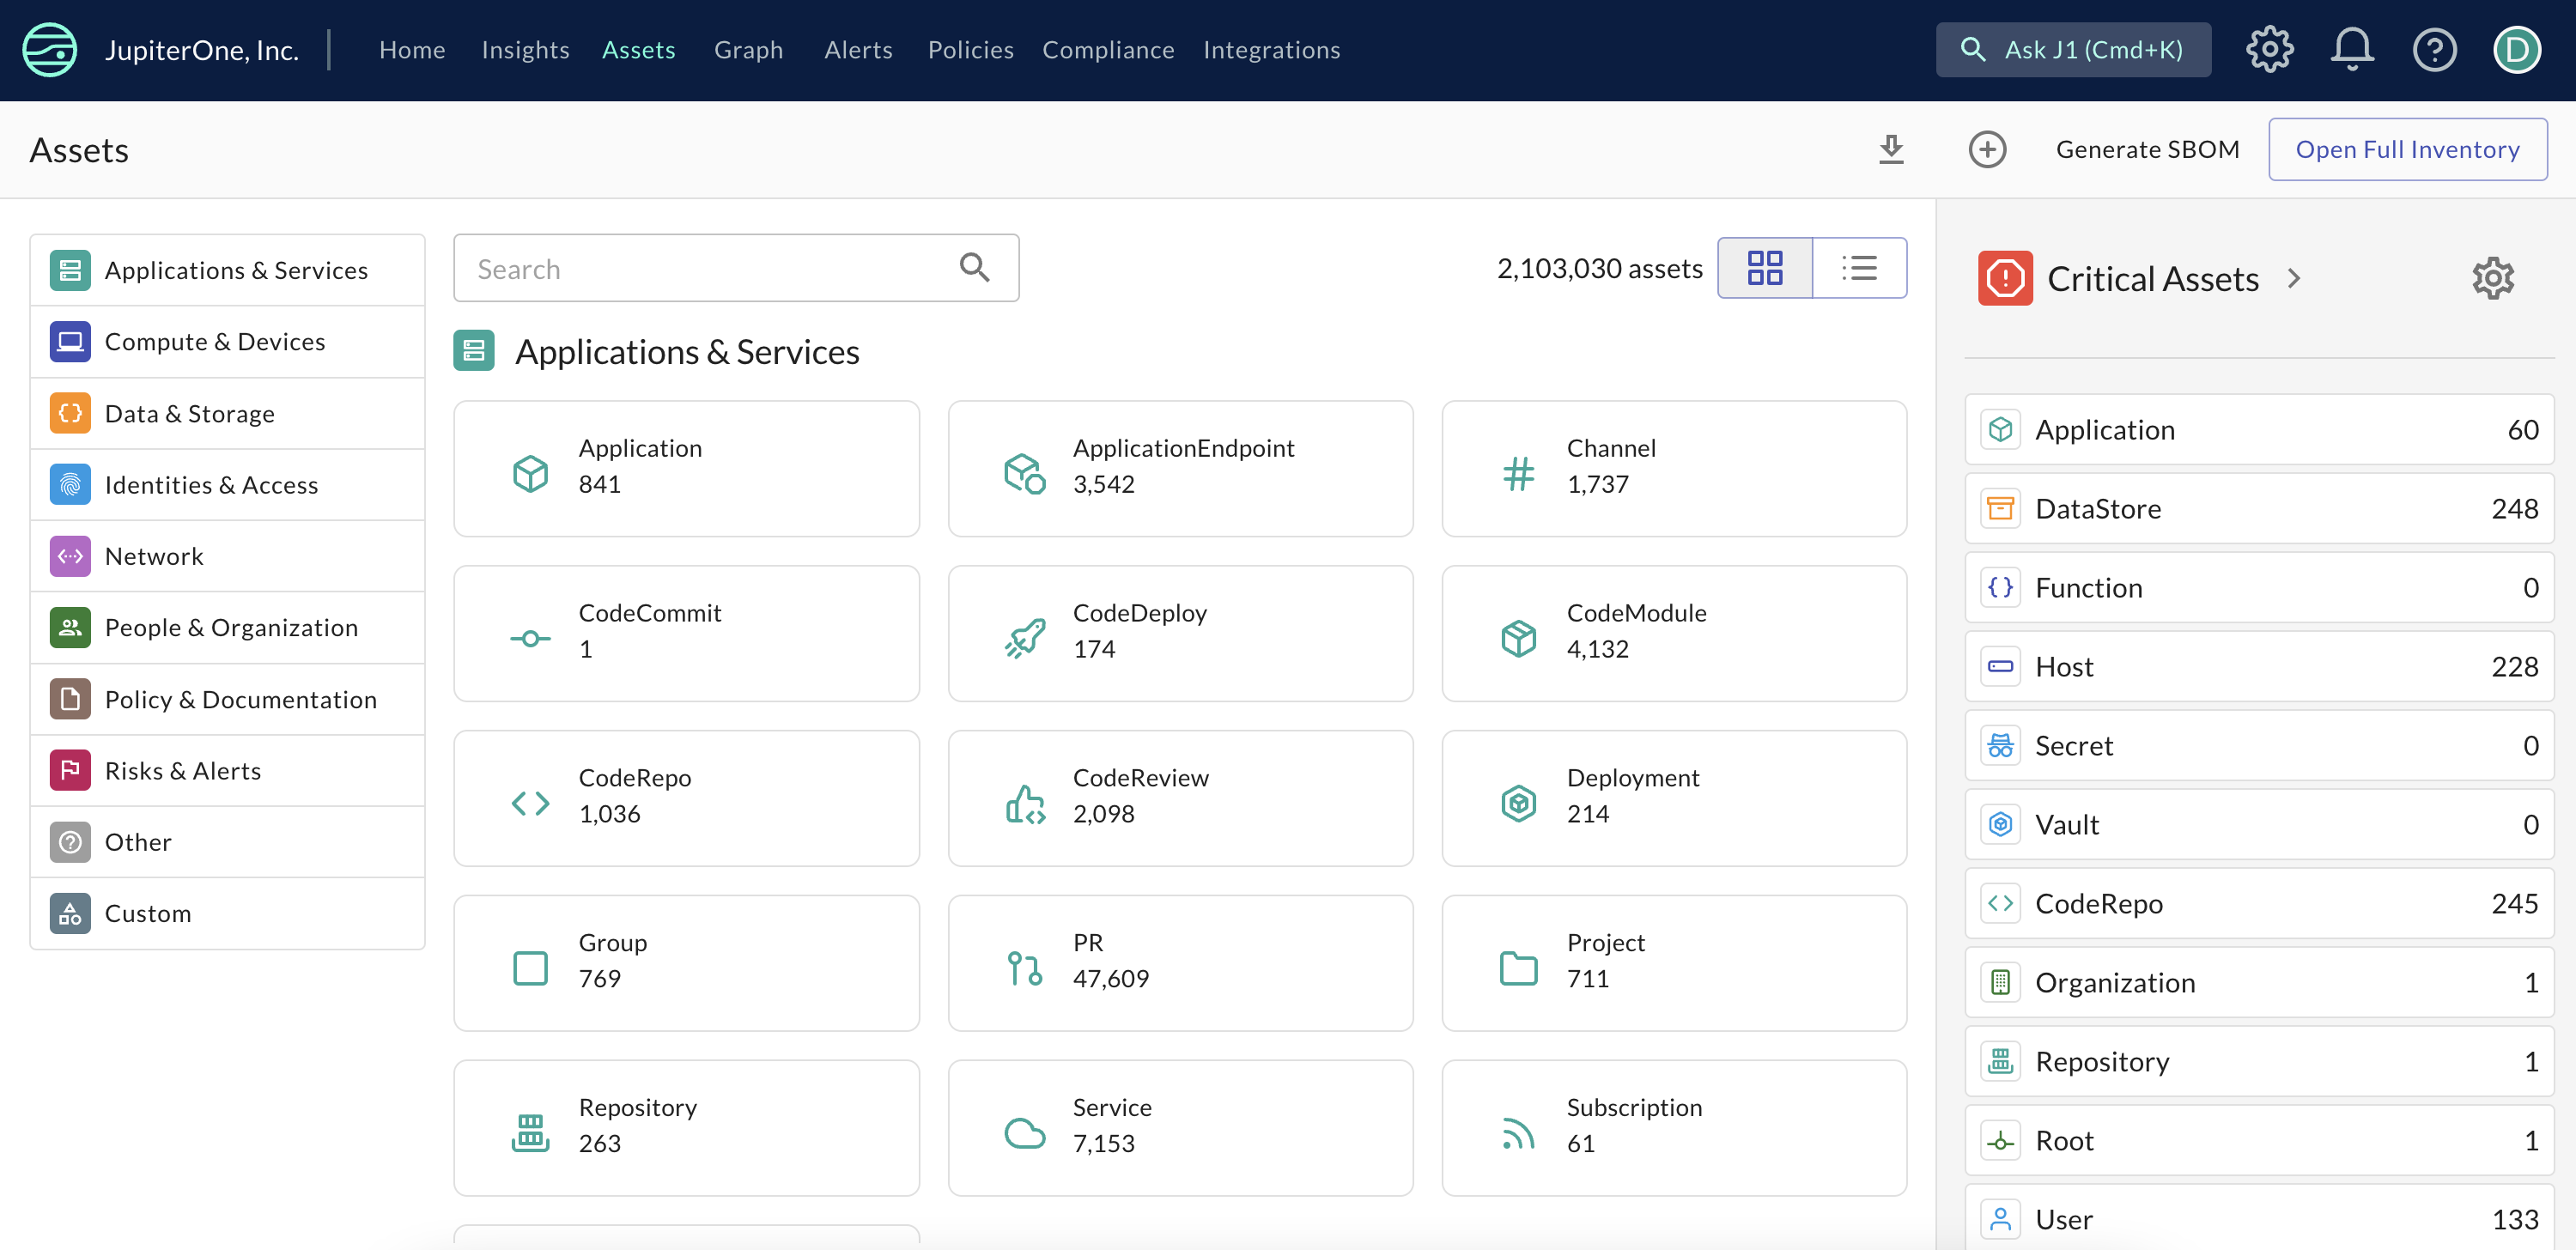 JupiterOne, Inc.
Home Insights Assets Graph Alerts Policies Compliance Integrations
Ask J1 (Cmd+K)
D
Assets
Generate SBOM
Open Full Inventory
Applications & Services
Compute & Devices
Data & Storage
Identities & Access
Network
People & Organization
Policy & Documentation
Risks & Alerts
Other
Custom
Search
2,103,030 assets
Applications & Services
Application
841
ApplicationEndpoint
3,542
Channel
1,737
CodeCommit
1
CodeDeploy
174
CodeModule
4,132
CodeRepo
1,036
CodeReview
2,098
Deployment
214
Group
769
PR
47,609
Project
711
Repository
263
Service
7,153
Subscription
61
Critical Assets
Application 60
DataStore 248
Function 0
Host 228
Secret 0
Vault 0
CodeRepo 245
Organization 1
Repository 1
Root 1
User 133